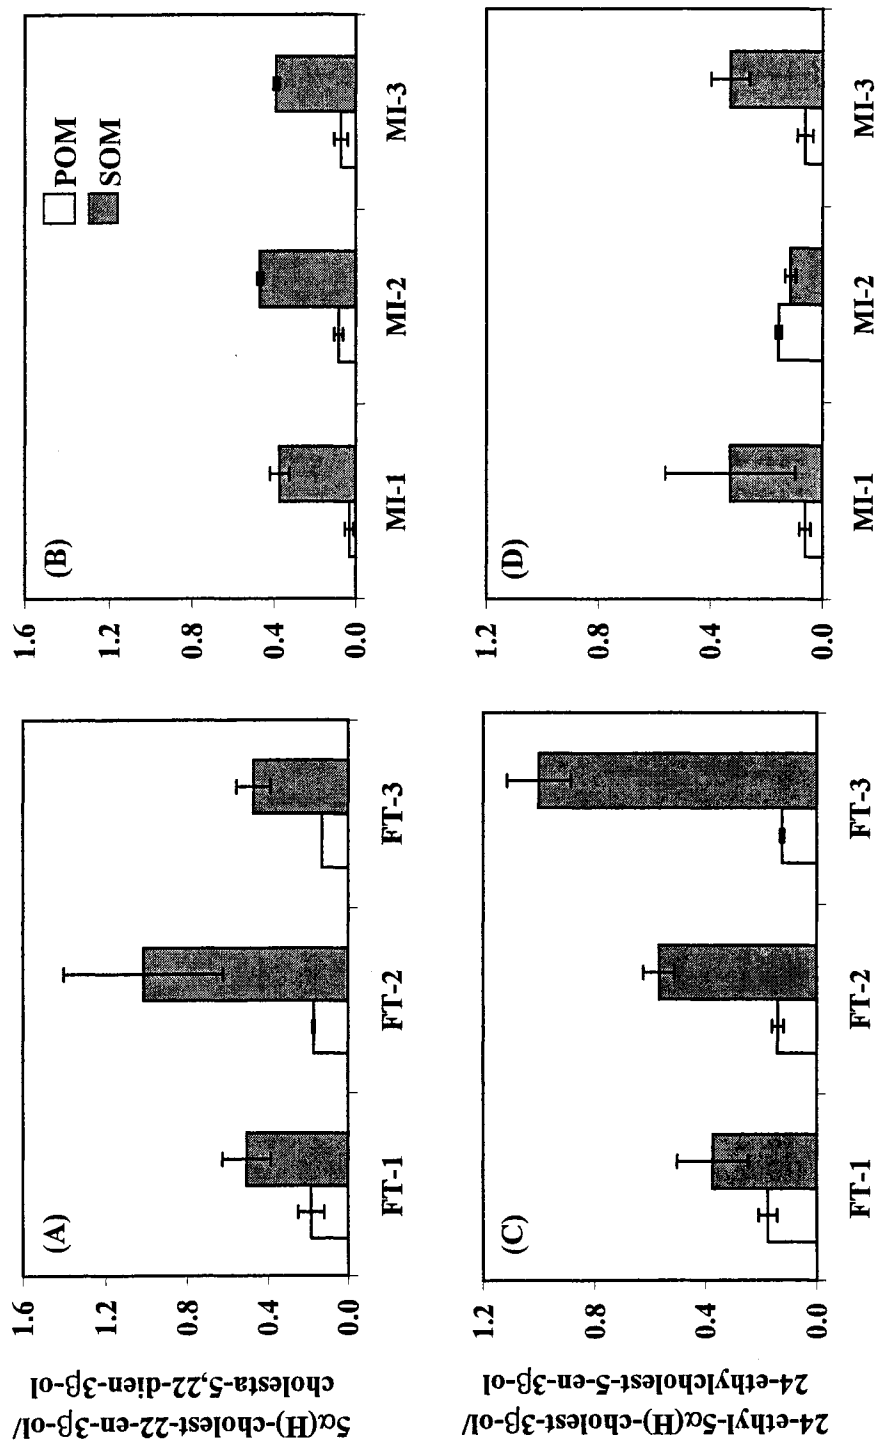 5α(H)-cholest-22-en-3β-ol/
cholesta-5,22-dien-3β-ol
(A)
1.6
1.2
0.8
0.4
0.0
FT-1
FT-2
FT-3
(B)
POM
SOM
1.6
1.2
0.8
0.4
0.0
MI-1
MI-2
MI-3
24-ethyl-5α(H)-cholest-3β-ol/
24-ethylcholest-5-en-3β-ol
(C)
1.2
0.8
0.4
0.0
FT-1
FT-2
FT-3
(D)
1.2
0.8
0.4
0.0
MI-1
MI-2
MI-3